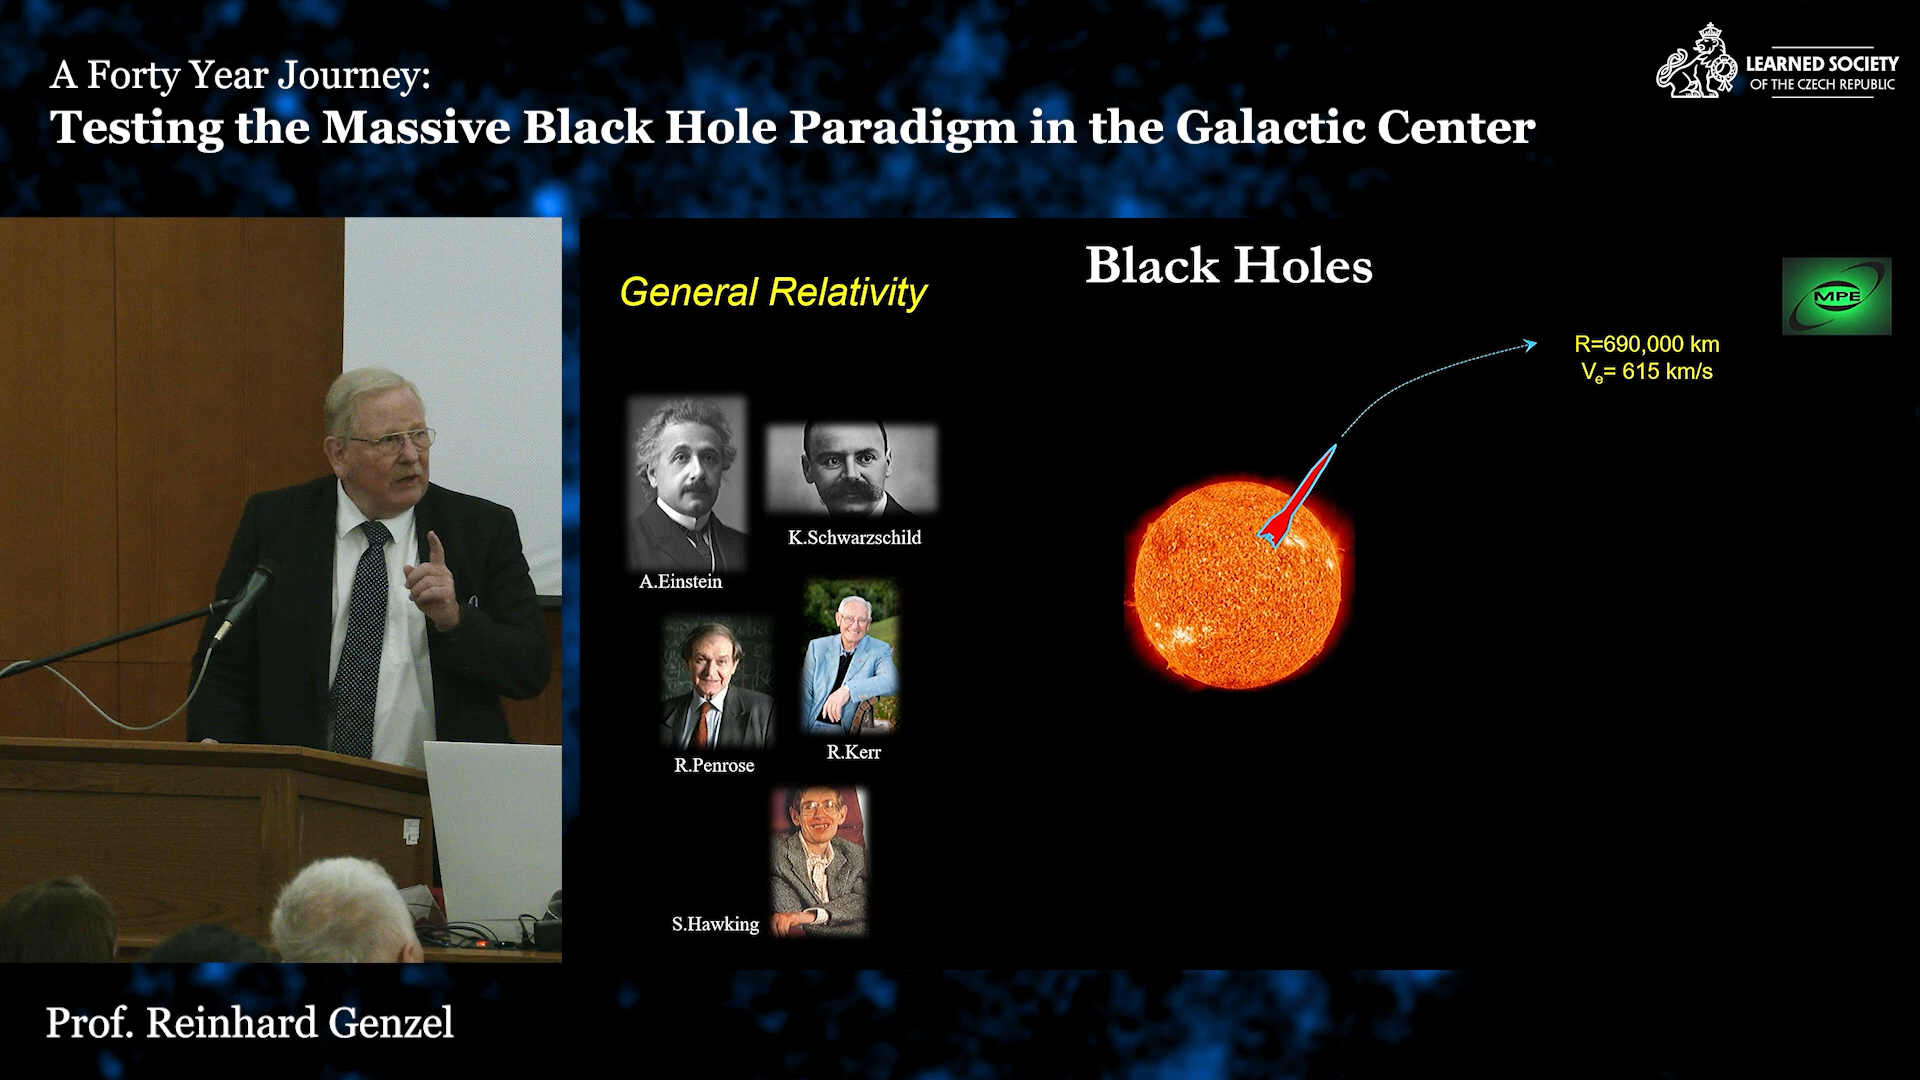 A Forty Year Journey:
Testing the Massive Black Hole Paradigm in the Galactic Center
LEARNED SOCIETY
OF THE CZECH REPUBLIC
Black Holes
General Relativity
MPE
R=690,000 km
Ve= 615 km/s
K.Schwarzschild
A.Einstein
R.Kerr
R.Penrose
S.Hawking
Prof. Reinhard Genzel